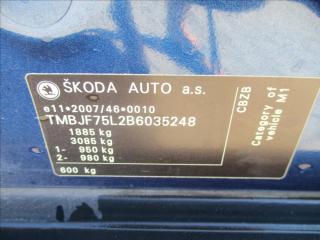 ŠKODA AUTO a.s.
e11*2007/46*0010
TMBJF75L2B6035248
1885 kg
3085 kg
1- 950 kg
2- 980 kg
600 kg
CBZB
Category of
vehicle M1